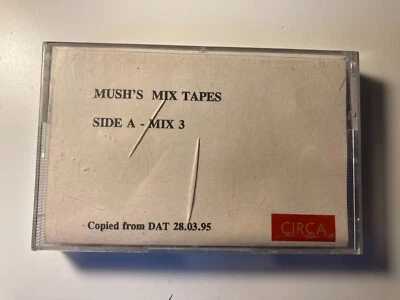 MUSH'S MIX TAPES
SIDE A - MIX 3
Copied from DAT 28.03.95
CIRCA